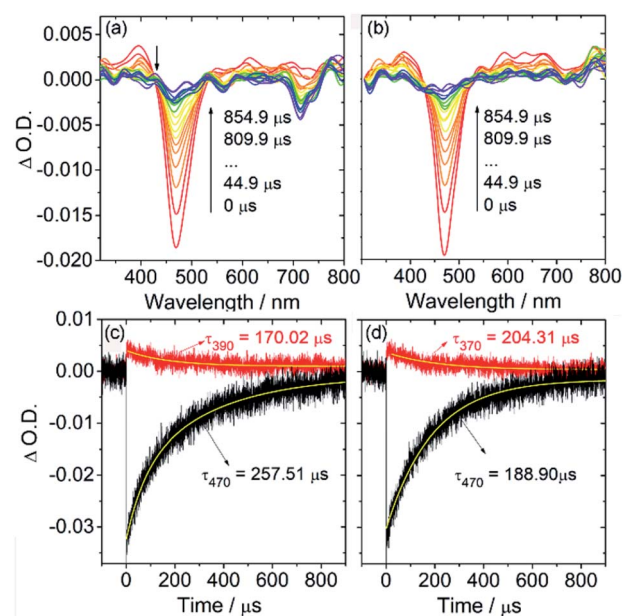 (a)
(b)
0.005
0.000
-0.005
-0.010
-0.015
-0.020
Δ O.D.
854.9 μs
809.9 μs
...
44.9 μs
0 μs
854.9 μs
809.9 μs
...
44.9 μs
0 μs
400 500 600 700 800
400 500 600 700 800
Wavelength / nm
Wavelength / nm
(c)
(d)
0.01
0.00
-0.01
-0.02
-0.03
Δ O.D.
τ390 = 170.02 μs
τ470 = 257.51 μs
τ370 = 204.31 μs
τ470 = 188.90μs
0 200 400 600 800
0 200 400 600 800
Time / μs
Time / μs